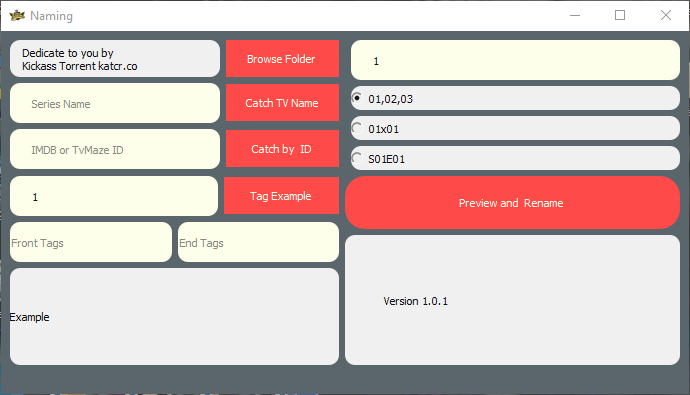 Naming
Dedicate to you by
Kickass Torrent katcr.co
Browse Folder
1
Series Name
Catch TV Name
01,02,03
IMDB or TvMaze ID
Catch by ID
01x01
S01E01
1
Tag Example
Preview and Rename
Front Tags
End Tags
Example
Version 1.0.1